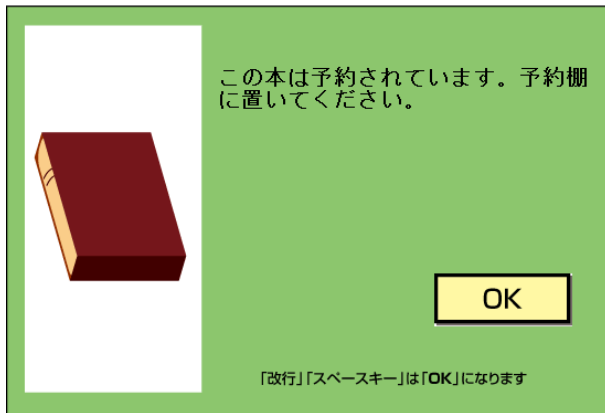 この本は予約されています。予約棚
に置いてください。
OK
「改行」「スペースキー」は「OK」になります